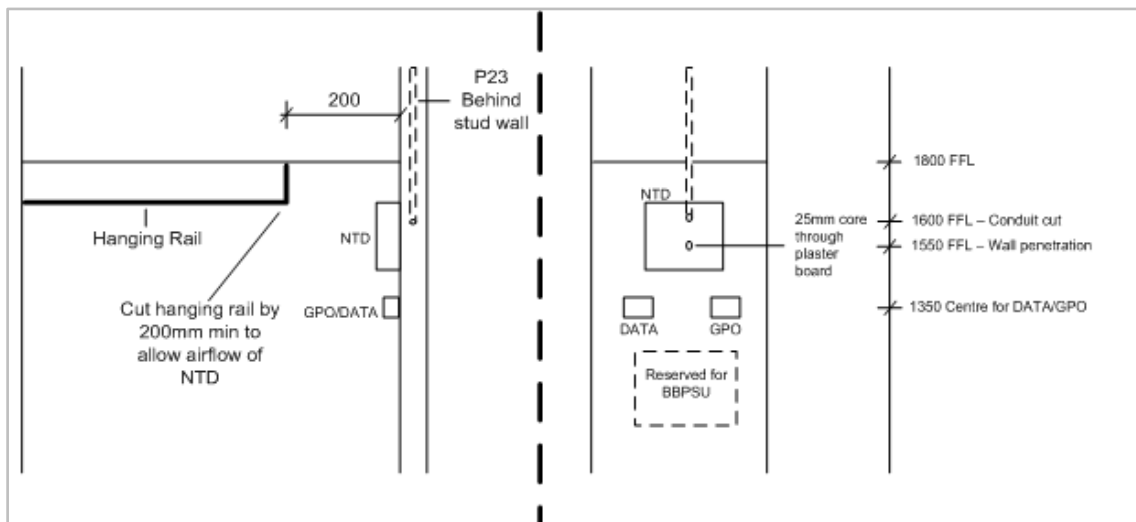 200
P23
Behind
stud wall
Hanging Rail
NTD
Cut hanging rail by
200mm min to
allow airflow of
NTD
GPO/DATA
NTD
25mm core
through
plaster
board
DATA
GPO
Reserved for
BBPSU
1800 FFL
1600 FFL – Conduit cut
1550 FFL – Wall penetration
1350 Centre for DATA/GPO